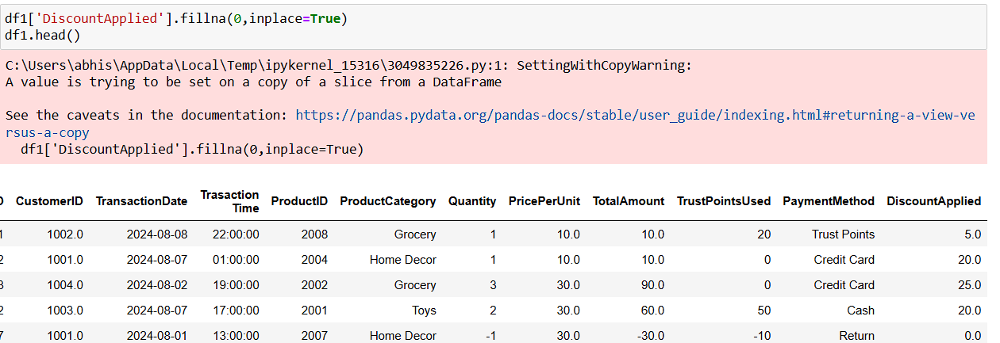 df1['DiscountApplied'].fillna(0,inplace=True)
df1.head()
C:\Users\abhis\AppData\Local\Temp\ipykernel_15316\3049835226.py:1: SettingWithCopyWarning:
A value is trying to be set on a copy of a slice from a DataFrame
See the caveats in the documentation: https://pandas.pydata.org/pandas-docs/stable/user_guide/indexing.html#returning-a-view-ve
rsus-a-copy
df1['DiscountApplied'].fillna(0,inplace=True)
CustomerID TransactionDate Trasaction Time ProductID ProductCategory Quantity PricePerUnit TotalAmount TrustPointsUsed PaymentMethod DiscountApplied
1 1002.0 2024-08-08 22:00:00 2008 Grocery 1 10.0 10.0 20 Trust Points 5.0
2 1001.0 2024-08-07 01:00:00 2004 Home Decor 1 10.0 10.0 0 Credit Card 20.0
3 1004.0 2024-08-02 19:00:00 2002 Grocery 3 30.0 90.0 0 Credit Card 25.0
2 1003.0 2024-08-07 17:00:00 2001 Toys 2 30.0 60.0 50 Cash 20.0
7 1001.0 2024-08-01 13:00:00 2007 Home Decor -1 30.0 -30.0 -10 Return 0.0